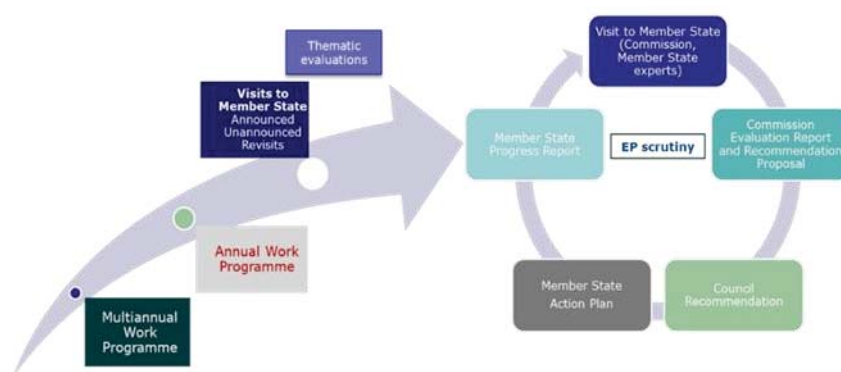 Thematic
evaluations
Visits to
Member State
Announced
Unannounced
Revisits
Annual Work
Programme
Multiannual
Work
Programme
Visit to Member State
(Commission,
Member State
experts)
Member State
Progress Report
EP scrutiny
Commission
Evaluation Report
and Recommendation
Proposal
Member State
Action Plan
Council
Recommendation